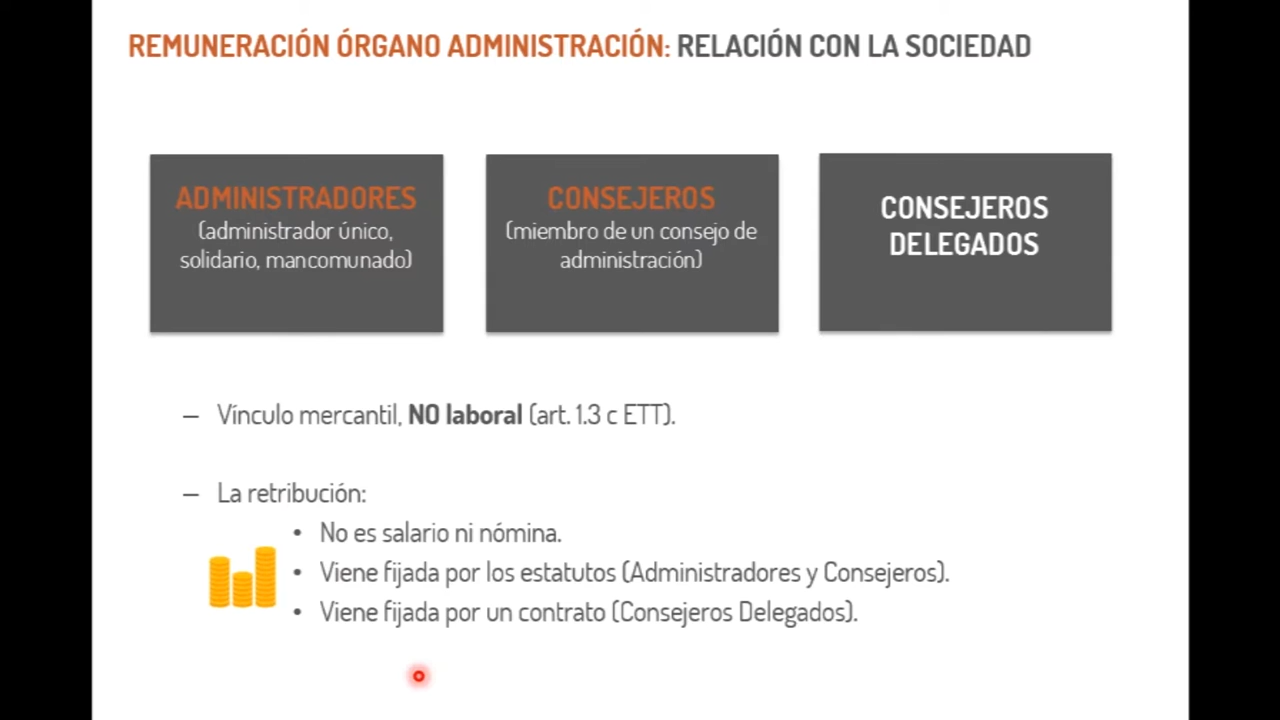 REMUNERACIÓN ÓRGANO ADMINISTRACIÓN: RELACIÓN CON LA SOCIEDAD
ADMINISTRADORES
(administrador único,
solidario, mancomunado)
CONSEJEROS
(miembro de un consejo de
administración)
CONSEJEROS
DELEGADOS
– Vínculo mercantil, NO laboral (art. 1.3 c ETT).
– La retribución:
• No es salario ni nómina.
• Viene fijada por los estatutos (Administradores y Consejeros).
• Viene fijada por un contrato (Consejeros Delegados).